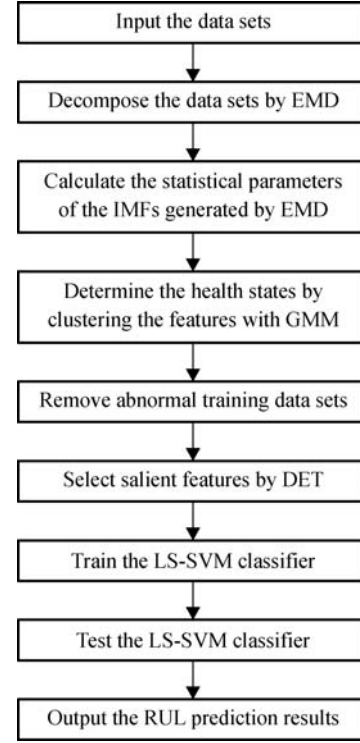 Input the data sets
Decompose the data sets by EMD
Calculate the statistical parameters
of the IMFs generated by EMD
Determine the health states by
clustering the features with GMM
Remove abnormal training data sets
Select salient features by DET
Train the LS-SVM classifier
Test the LS-SVM classifier
Output the RUL prediction results